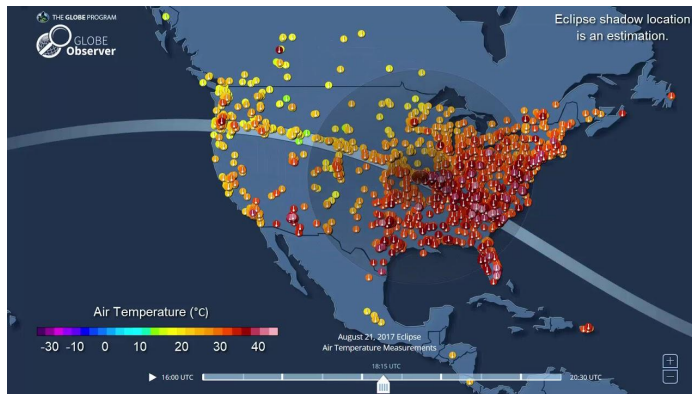 THE GLOBE PROGRAM
GLOBE
Observer
Eclipse shadow location
is an estimation.
Air Temperature (°C)
-30 -10 0 10 20 30 40
August 21, 2017 Eclipse
Air Temperature Measurements
18:15 UTC
16:00 UTC
20:30 UTC
+
−